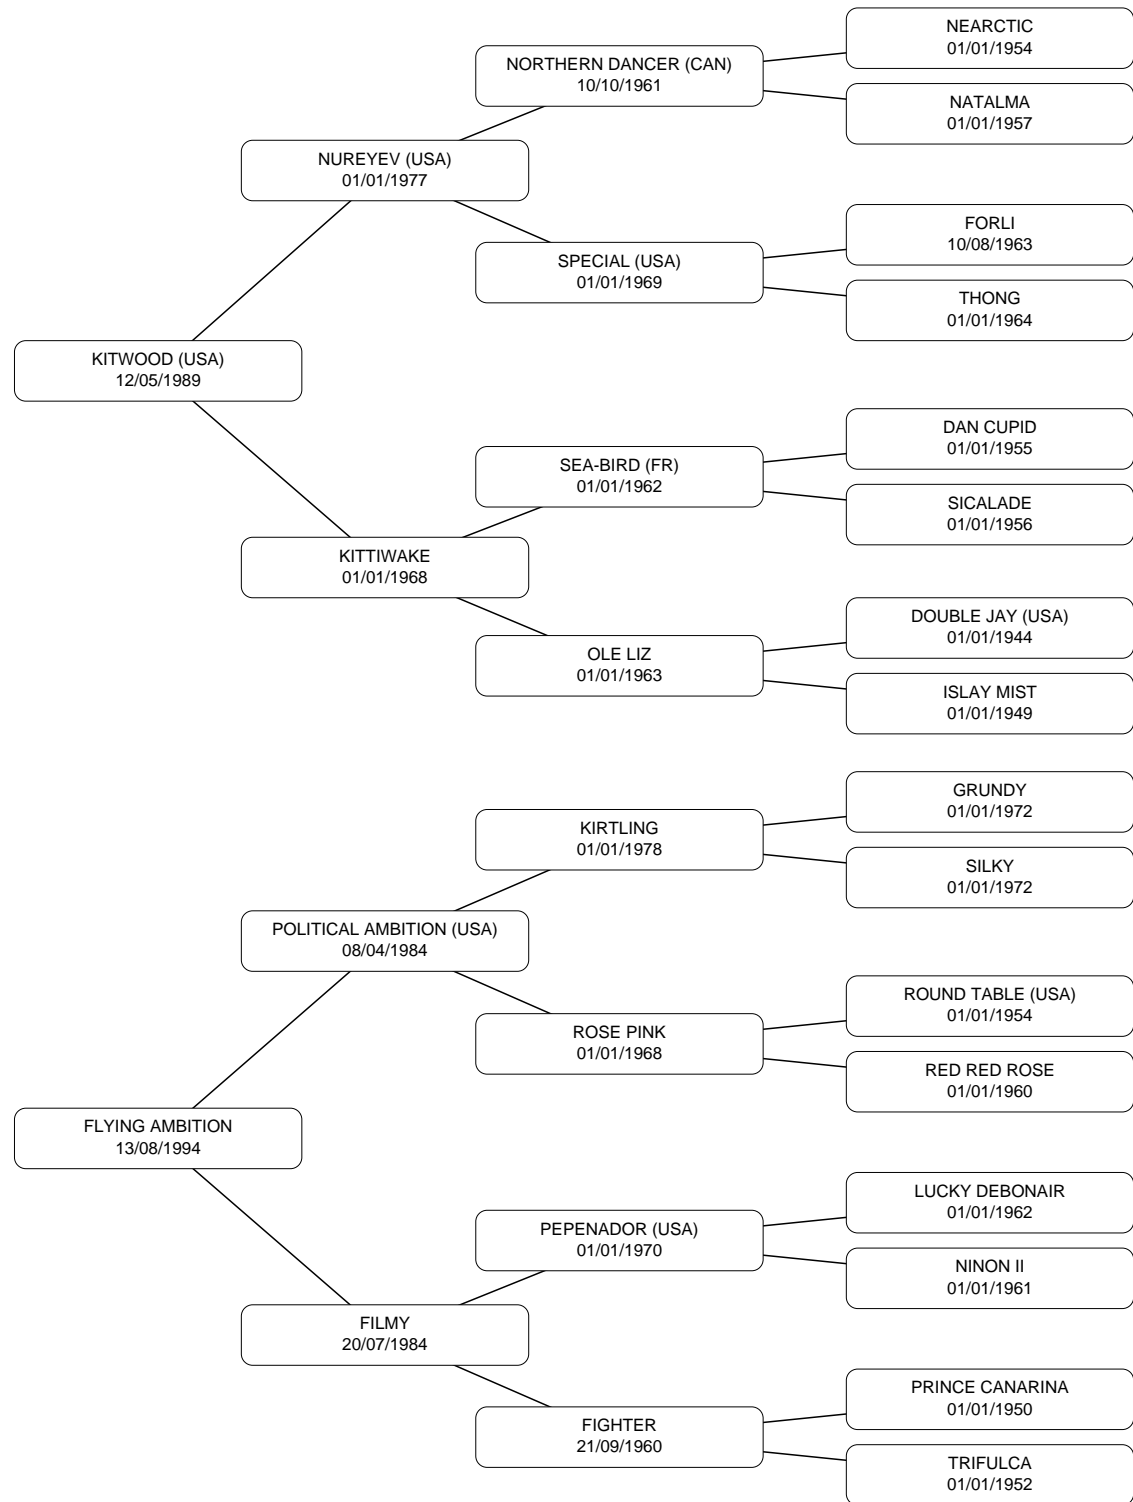 NEARCTIC
01/01/1954
NORTHERN DANCER (CAN)
10/10/1961
NATALMA
01/01/1957
NUREYEV (USA)
01/01/1977
FORLI
10/08/1963
SPECIAL (USA)
01/01/1969
THONG
01/01/1964
KITWOOD (USA)
12/05/1989
DAN CUPID
01/01/1955
SEA-BIRD (FR)
01/01/1962
SICALADE
01/01/1956
KITTIWAKE
01/01/1968
DOUBLE JAY (USA)
01/01/1944
OLE LIZ
01/01/1963
ISLAY MIST
01/01/1949
GRUNDY
01/01/1972
KIRTLING
01/01/1978
SILKY
01/01/1972
POLITICAL AMBITION (USA)
08/04/1984
ROUND TABLE (USA)
01/01/1954
ROSE PINK
01/01/1968
RED RED ROSE
01/01/1960
FLYING AMBITION
13/08/1994
LUCKY DEBONAIR
01/01/1962
PEPENADOR (USA)
01/01/1970
NINON II
01/01/1961
FILMY
20/07/1984
PRINCE CANARINA
01/01/1950
FIGHTER
21/09/1960
TRIFULCA
01/01/1952